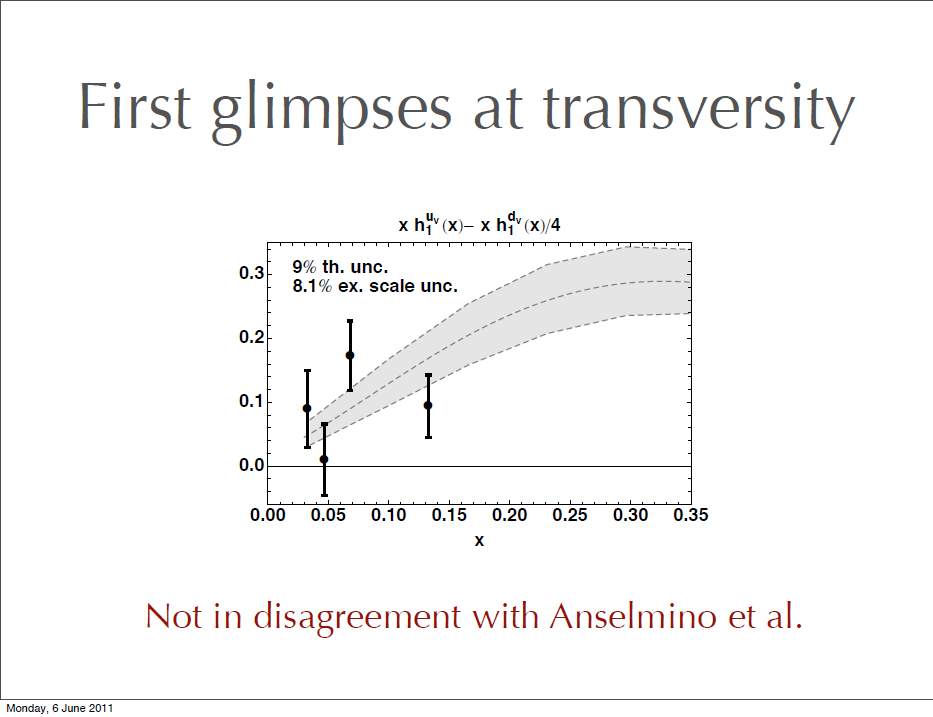 First glimpses at transversity
x h₁ᵘᵛ(x)– x h₁ᵈᵛ(x)/4
9% th. unc.
8.1% ex. scale unc.
0.3
0.2
0.1
0.0
0.00 0.05 0.10 0.15 0.20 0.25 0.30 0.35
x
Not in disagreement with Anselmino et al.
Monday, 6 June 2011